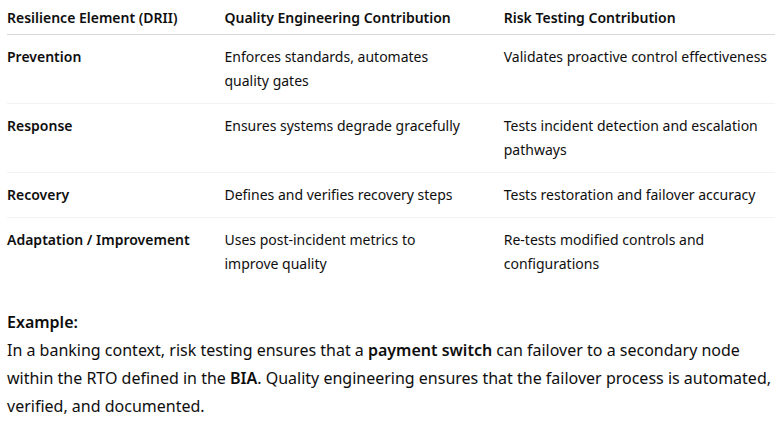 Resilience Element (DRII) Quality Engineering Contribution Risk Testing Contribution
Prevention Enforces standards, automates quality gates Validates proactive control effectiveness
Response Ensures systems degrade gracefully Tests incident detection and escalation pathways
Recovery Defines and verifies recovery steps Tests restoration and failover accuracy
Adaptation / Improvement Uses post-incident metrics to improve quality Re-tests modified controls and configurations
Example:
In a banking context, risk testing ensures that a payment switch can failover to a secondary node
within the RTO defined in the BIA. Quality engineering ensures that the failover process is automated,
verified, and documented.